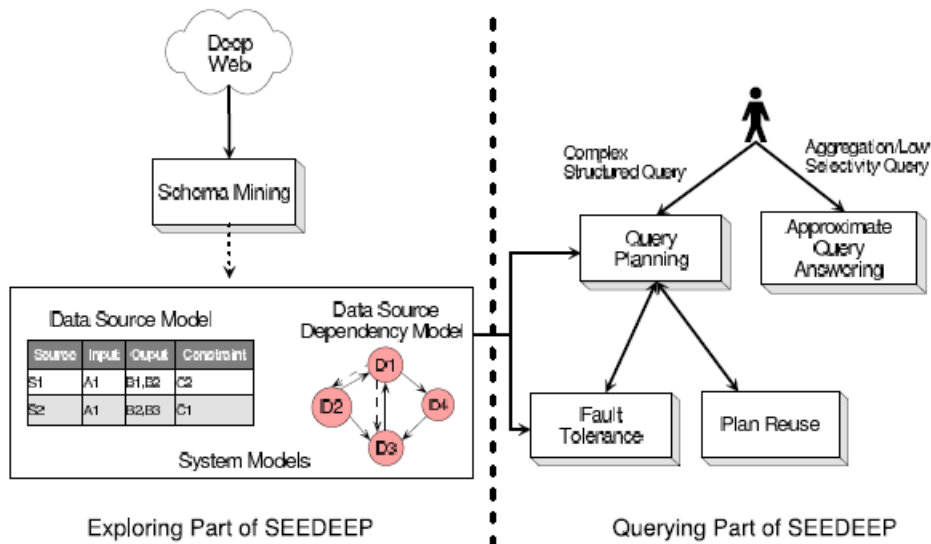 Deep
Web
Schema Mining
Data Source Model
Source Input Ouput Constraint
S1 A1 B1,B2 C2
S2 A1 B2,B3 C1
Data Source
Dependency Model
D1
D2
D4
D3
System Models
Exploring Part of SEEDEEP
Complex
Structured Query
Aggregation/Low
Selectivity Query
Query
Planning
Approximate
Query
Answering
Fault
Tolerance
Plan Reuse
Querying Part of SEEDEEP